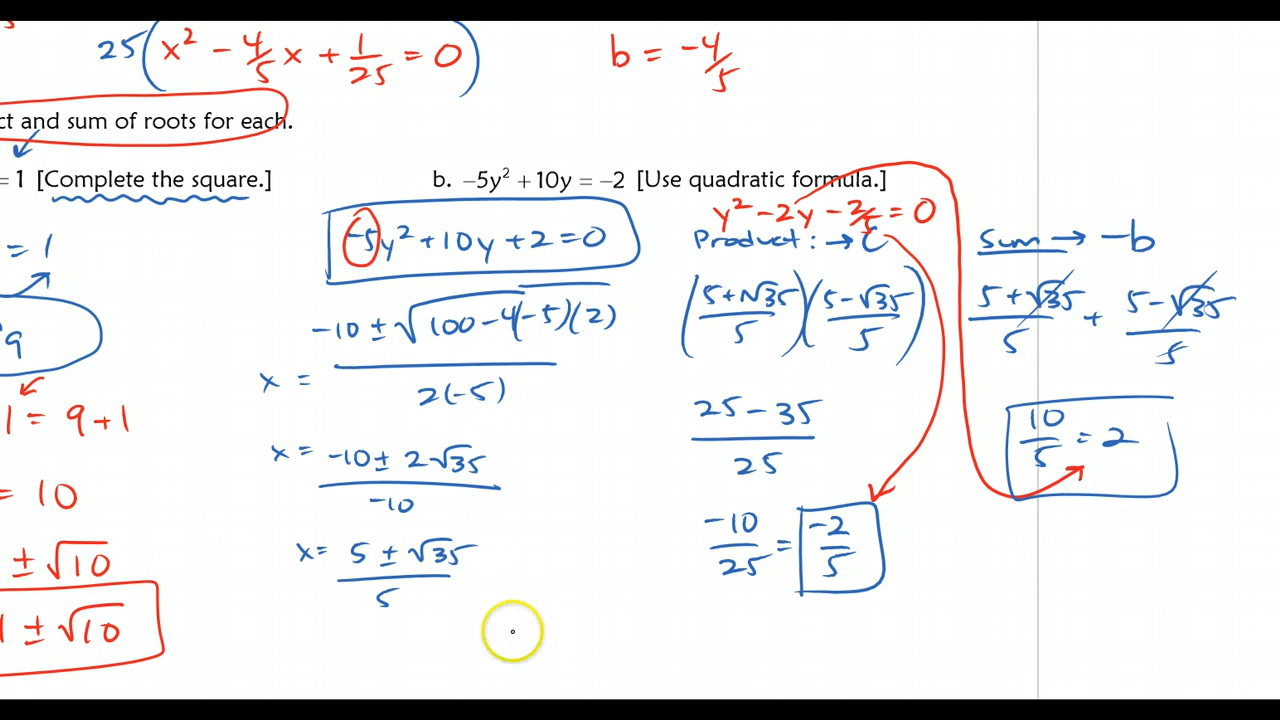 25(x² - 4/5 x + 1/25 = 0)
b = -4/5
ct and sum of roots for each.
= 1 [Complete the square.]
b. –5y² + 10y = –2 [Use quadratic formula.]
= 1
9
1 = 9 + 1
= 10
± √10
1 ± √10
-5y² + 10y + 2 = 0
x = (-10 ± √(100 - 4(-5)(2))) / 2(-5)
x = (-10 ± 2√35) / -10
x = (5 ± √35) / 5
y² - 2y - 2/5 = 0
Product: → C
((5 + √35)/5)((5 - √35)/5)
(25 - 35) / 25
-10/25 = -2/5
Sum → -b
(5 + √35)/5 + (5 - √35)/5
10/5 = 2